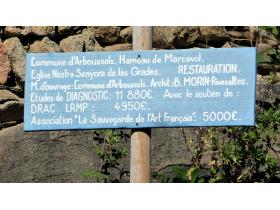 Commune d'Arboussols. Hameau de Marcevol.
Eglise Nostra Senyora de las Grades. RESTAURATION.
M.d'ouvrage: Commune d'Arboussols. Archit.:B. MORIN-Rivesaltes.
Etudes de DIAGNOSTIC: 11 880€. Avec le soutien de :
DRAC LRMP : 4950€.
Association "La Sauvegarde de l'Art Français": 5000€.